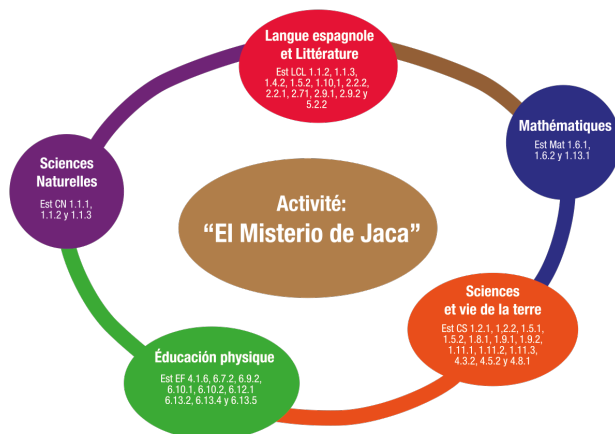 Langue espagnole
et Littérature
Est LCL 1.1.2, 1.1.3,
1.4.2, 1.5.2, 1.10,1, 2.2.2,
2.2.1, 2.71, 2.9.1, 2.9.2 y
5.2.2
Mathématiques
Est Mat 1.6.1,
1.6.2 y 1.13.1
Sciences
Naturelles
Est CN 1.1.1,
1.1.2 y 1.1.3
Activité:
“El Misterio de Jaca”
Sciences
et vie de la terre
Est CS 1.2.1, 1,2.2, 1.5.1,
1.5.2, 1.8.1, 1.9.1, 1.9.2,
1.11.1, 1.11.2, 1.11.3,
4.3.2, 4.5.2 y 4.8.1
Éducación physique
Est EF 4.1.6, 6.7.2, 6.9.2,
6.10.1, 6.10.2, 6.12.1
6.13.2, 6.13.4 y 6.13.5